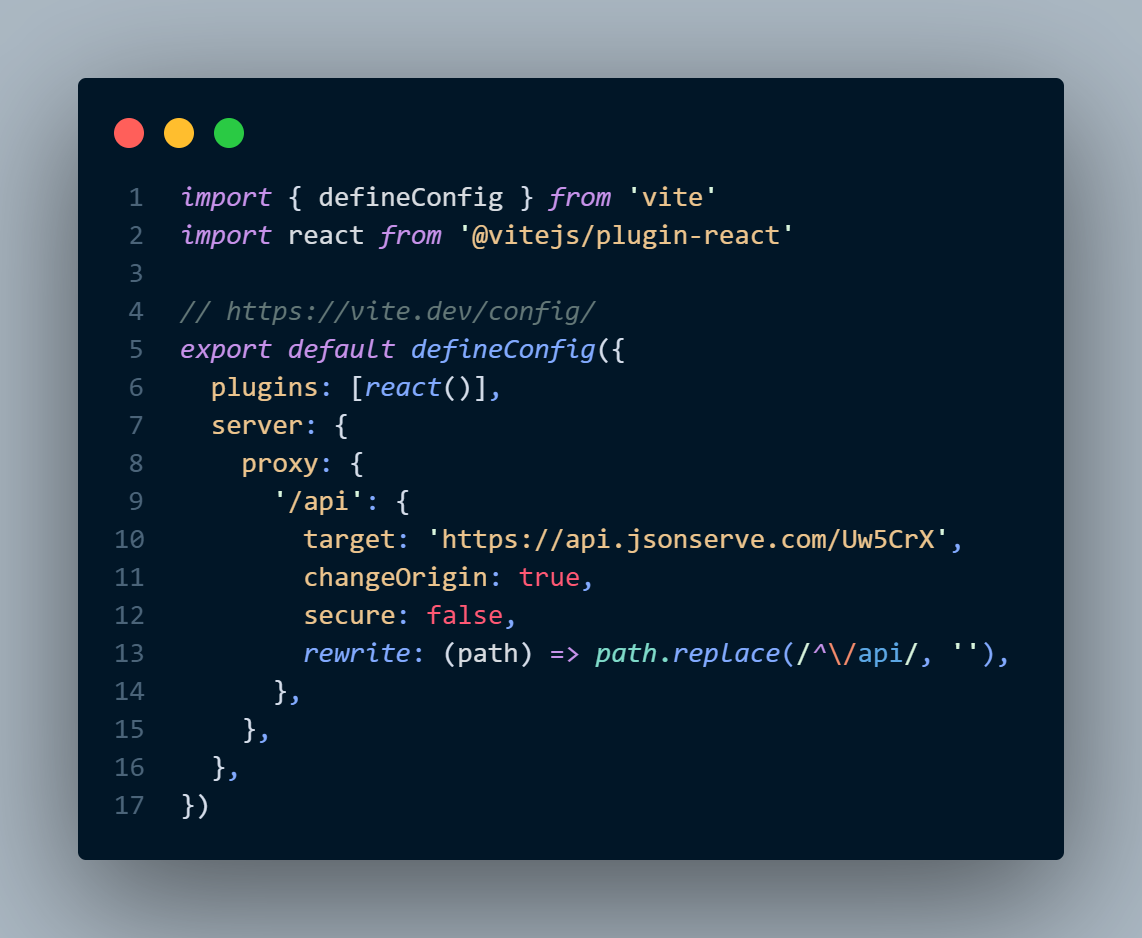 1 import { defineConfig } from 'vite'
2 import react from '@vitejs/plugin-react'
3
4 // https://vite.dev/config/
5 export default defineConfig({
6   plugins: [react()],
7   server: {
8     proxy: {
9       '/api': {
10         target: 'https://api.jsonserve.com/Uw5CrX',
11         changeOrigin: true,
12         secure: false,
13         rewrite: (path) => path.replace(/^\/api/, ''),
14       },
15     },
16   },
17 })